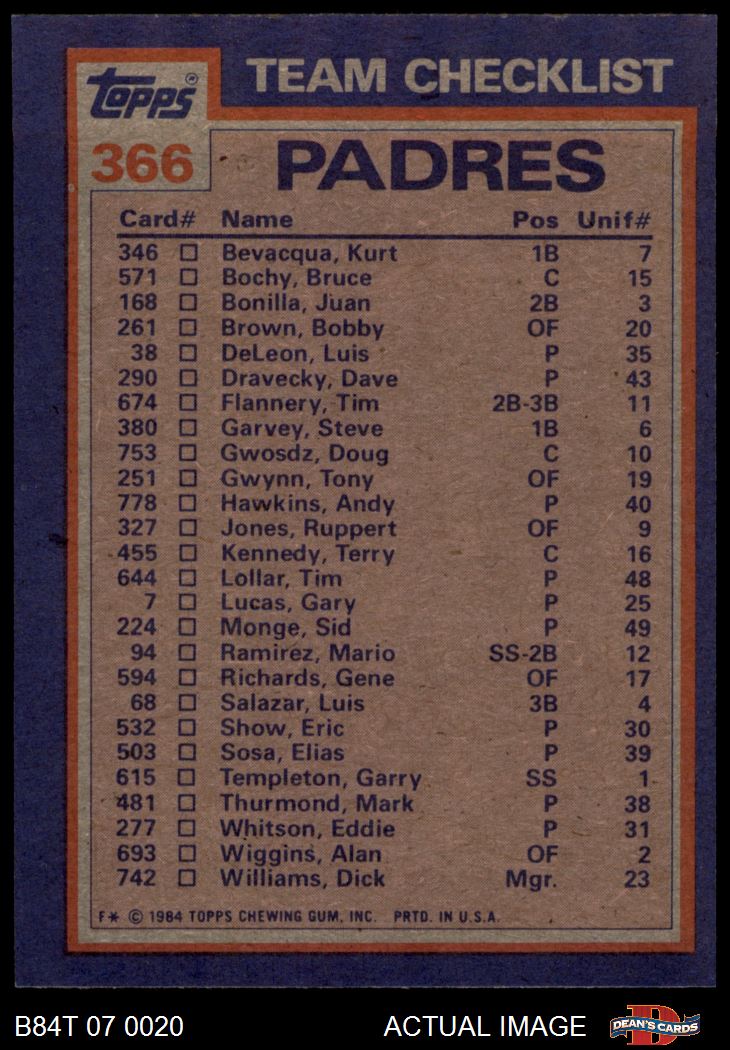 Topps® TEAM CHECKLIST
366 PADRES
Card# Name Pos Unif#
346 Bevacqua, Kurt 1B 7
571 Bochy, Bruce C 15
168 Bonilla, Juan 2B 3
261 Brown, Bobby OF 20
38 DeLeon, Luis P 35
290 Dravecky, Dave P 43
674 Flannery, Tim 2B-3B 11
380 Garvey, Steve 1B 6
753 Gwosdz, Doug C 10
251 Gwynn, Tony OF 19
778 Hawkins, Andy P 40
327 Jones, Ruppert OF 9
455 Kennedy, Terry C 16
644 Lollar, Tim P 48
7 Lucas, Gary P 25
224 Monge, Sid P 49
94 Ramirez, Mario SS-2B 12
594 Richards, Gene OF 17
68 Salazar, Luis 3B 4
532 Show, Eric P 30
503 Sosa, Elias P 39
615 Templeton, Garry SS 1
481 Thurmond, Mark P 38
277 Whitson, Eddie P 31
693 Wiggins, Alan OF 2
742 Williams, Dick Mgr. 23
F* © 1984 TOPPS CHEWING GUM, INC. PRTD. IN U.S.A.
B84T 07 0020 ACTUAL IMAGE DEAN'S CARDS